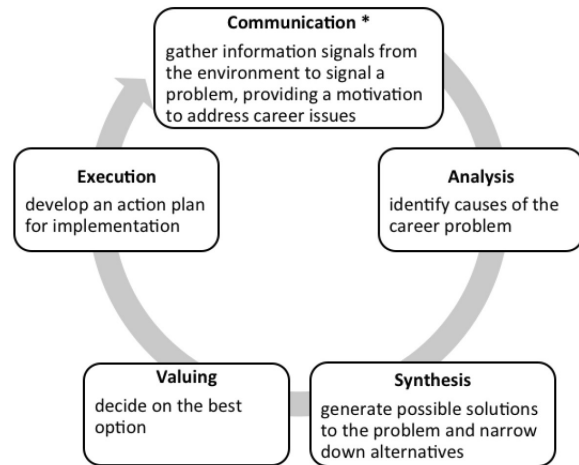 Communication *
gather information signals from
the environment to signal a
problem, providing a motivation
to address career issues
Analysis
identify causes of the
career problem
Synthesis
generate possible solutions
to the problem and narrow
down alternatives
Valuing
decide on the best
option
Execution
develop an action plan
for implementation